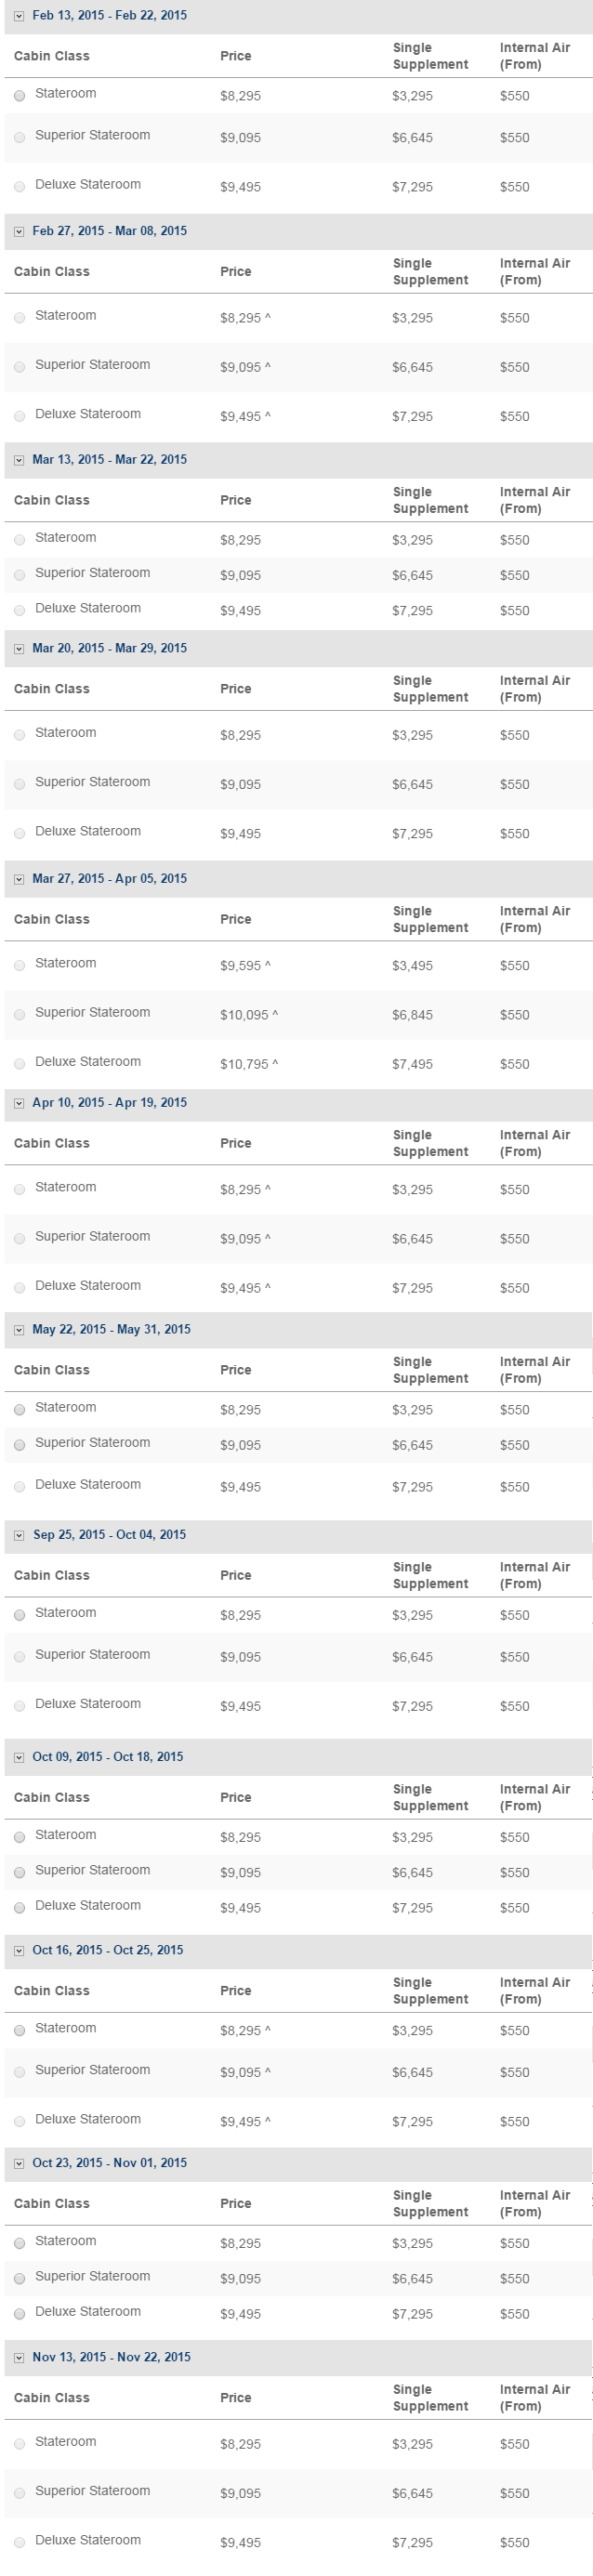 Feb 13, 2015 - Feb 22, 2015
Cabin Class Price Single Supplement Internal Air (From)
Stateroom $8,295 $3,295 $550
Superior Stateroom $9,095 $6,645 $550
Deluxe Stateroom $9,495 $7,295 $550
Feb 27, 2015 - Mar 08, 2015
Cabin Class Price Single Supplement Internal Air (From)
Stateroom $8,295 ^ $3,295 $550
Superior Stateroom $9,095 ^ $6,645 $550
Deluxe Stateroom $9,495 ^ $7,295 $550
Mar 13, 2015 - Mar 22, 2015
Cabin Class Price Single Supplement Internal Air (From)
Stateroom $8,295 $3,295 $550
Superior Stateroom $9,095 $6,645 $550
Deluxe Stateroom $9,495 $7,295 $550
Mar 20, 2015 - Mar 29, 2015
Cabin Class Price Single Supplement Internal Air (From)
Stateroom $8,295 $3,295 $550
Superior Stateroom $9,095 $6,645 $550
Deluxe Stateroom $9,495 $7,295 $550
Mar 27, 2015 - Apr 05, 2015
Cabin Class Price Single Supplement Internal Air (From)
Stateroom $9,595 ^ $3,495 $550
Superior Stateroom $10,095 ^ $6,845 $550
Deluxe Stateroom $10,795 ^ $7,495 $550
Apr 10, 2015 - Apr 19, 2015
Cabin Class Price Single Supplement Internal Air (From)
Stateroom $8,295 ^ $3,295 $550
Superior Stateroom $9,095 ^ $6,645 $550
Deluxe Stateroom $9,495 ^ $7,295 $550
May 22, 2015 - May 31, 2015
Cabin Class Price Single Supplement Internal Air (From)
Stateroom $8,295 $3,295 $550
Superior Stateroom $9,095 $6,645 $550
Deluxe Stateroom $9,495 $7,295 $550
Sep 25, 2015 - Oct 04, 2015
Cabin Class Price Single Supplement Internal Air (From)
Stateroom $8,295 $3,295 $550
Superior Stateroom $9,095 $6,645 $550
Deluxe Stateroom $9,495 $7,295 $550
Oct 09, 2015 - Oct 18, 2015
Cabin Class Price Single Supplement Internal Air (From)
Stateroom $8,295 $3,295 $550
Superior Stateroom $9,095 $6,645 $550
Deluxe Stateroom $9,495 $7,295 $550
Oct 16, 2015 - Oct 25, 2015
Cabin Class Price Single Supplement Internal Air (From)
Stateroom $8,295 ^ $3,295 $550
Superior Stateroom $9,095 ^ $6,645 $550
Deluxe Stateroom $9,495 ^ $7,295 $550
Oct 23, 2015 - Nov 01, 2015
Cabin Class Price Single Supplement Internal Air (From)
Stateroom $8,295 $3,295 $550
Superior Stateroom $9,095 $6,645 $550
Deluxe Stateroom $9,495 $7,295 $550
Nov 13, 2015 - Nov 22, 2015
Cabin Class Price Single Supplement Internal Air (From)
Stateroom $8,295 $3,295 $550
Superior Stateroom $9,095 $6,645 $550
Deluxe Stateroom $9,495 $7,295 $550